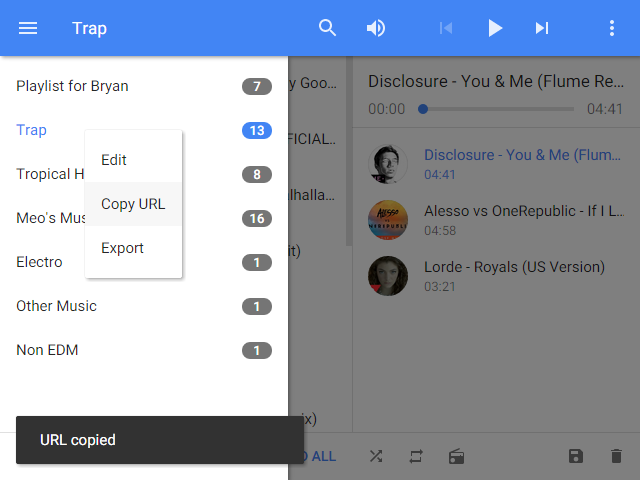 Trap
Playlist for Bryan 7
Trap 13
Tropical H 8
Meo's Mus 16
Electro 1
Other Music 1
Non EDM 1
Edit
Copy URL
Export
URL copied
y Goo...
FICIAL...
alhalla...
it)
ix)
ALL
Disclosure - You & Me (Flume Re...
00:00 04:41
Disclosure - You & Me (Flum...
04:41
Alesso vs OneRepublic - If I L...
04:58
Lorde - Royals (US Version)
03:21